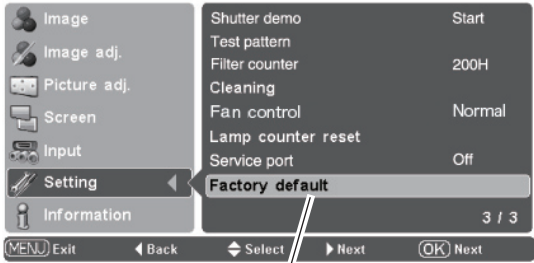 Image
Image adj.
Picture adj.
Screen
Input
Setting
Information
Shutter demo Start
Test pattern
Filter counter 200H
Cleaning
Fan control Normal
Lamp counter reset
Service port Off
Factory default
3 / 3
MENU Exit Back Select Next OK Next